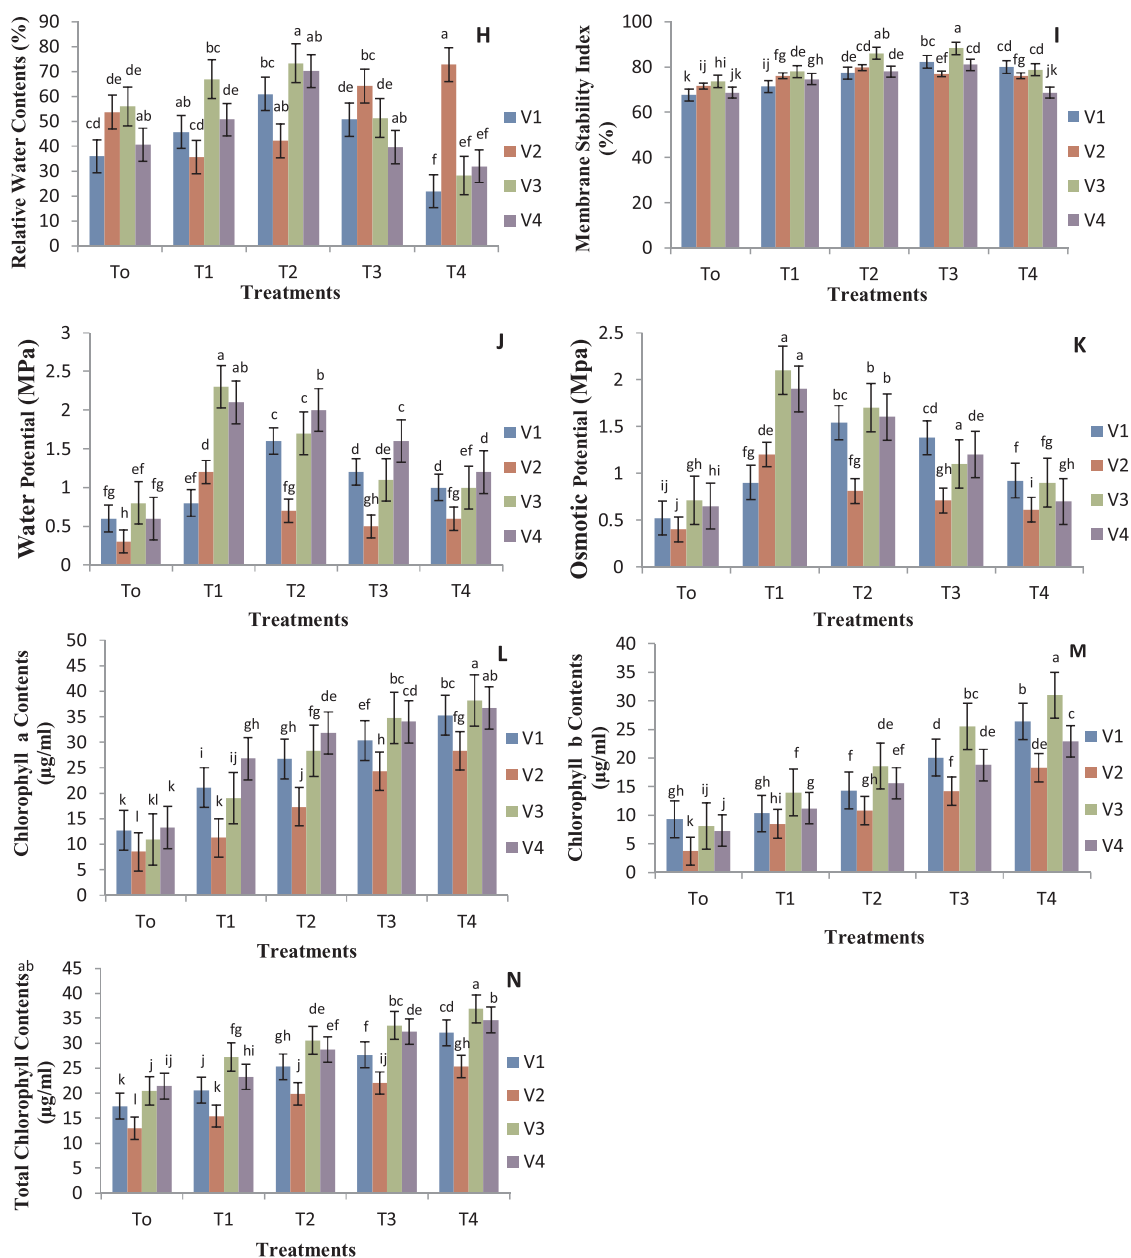 H
Relative Water Contents (%)
90
80
70
60
50
40
30
20
10
0
cd
de
de
ab
ab
cd
bc
de
bc
ab
a
ab
de
bc
de
ab
f
a
ef
ef
To
T1
T2
T3
T4
Treatments
V1
V2
V3
V4
I
Membrane Stability Index
(%)
100
80
60
40
20
0
k
ij
hi
jk
ij
fg
de
gh
de
cd
ab
de
bc
ef
a
cd
cd
fg
cd
jk
To
T1
T2
T3
T4
Treatments
V1
V2
V3
V4
J
Water Potential (MPa)
3
2.5
2
1.5
1
0.5
0
fg
h
ef
fg
ef
d
a
ab
c
fg
c
b
d
gh
de
c
d
fg
c
d
To
T1
T2
T3
T4
Treatments
V1
V2
V3
V4
K
Osmotic Potential (Mpa)
2.5
2
1.5
1
0.5
0
ij
j
gh
hi
fg
de
a
a
bc
fg
b
b
cd
gh
a
de
f
i
fg
gh
To
T1
T2
T3
T4
Treatments
V1
V2
V3
V4
L
Chlorophyll a Contents
(µg/ml)
50
45
40
35
30
25
20
15
10
5
0
k
l
kl
k
i
k
ij
gh
gh
j
fg
de
ef
h
bc
cd
bc
fg
a
ab
To
T1
T2
T3
T4
Treatments
V1
V2
V3
V4
M
Chlorophyll b Contents
(µg/ml)
40
35
30
25
20
15
10
5
0
gh
k
ij
j
gh
hi
f
g
f
gh
de
ef
d
f
bc
de
b
de
a
c
To
T1
T2
T3
T4
Treatments
V1
V2
V3
V4
N
Total Chlorophyll Contents
(µg/ml)
ab
45
40
35
30
25
20
15
10
5
0
k
l
j
ij
j
k
fg
hi
gh
j
de
ef
f
ij
bc
de
cd
gh
a
b
To
T1
T2
T3
T4
Treatments
V1
V2
V3
V4